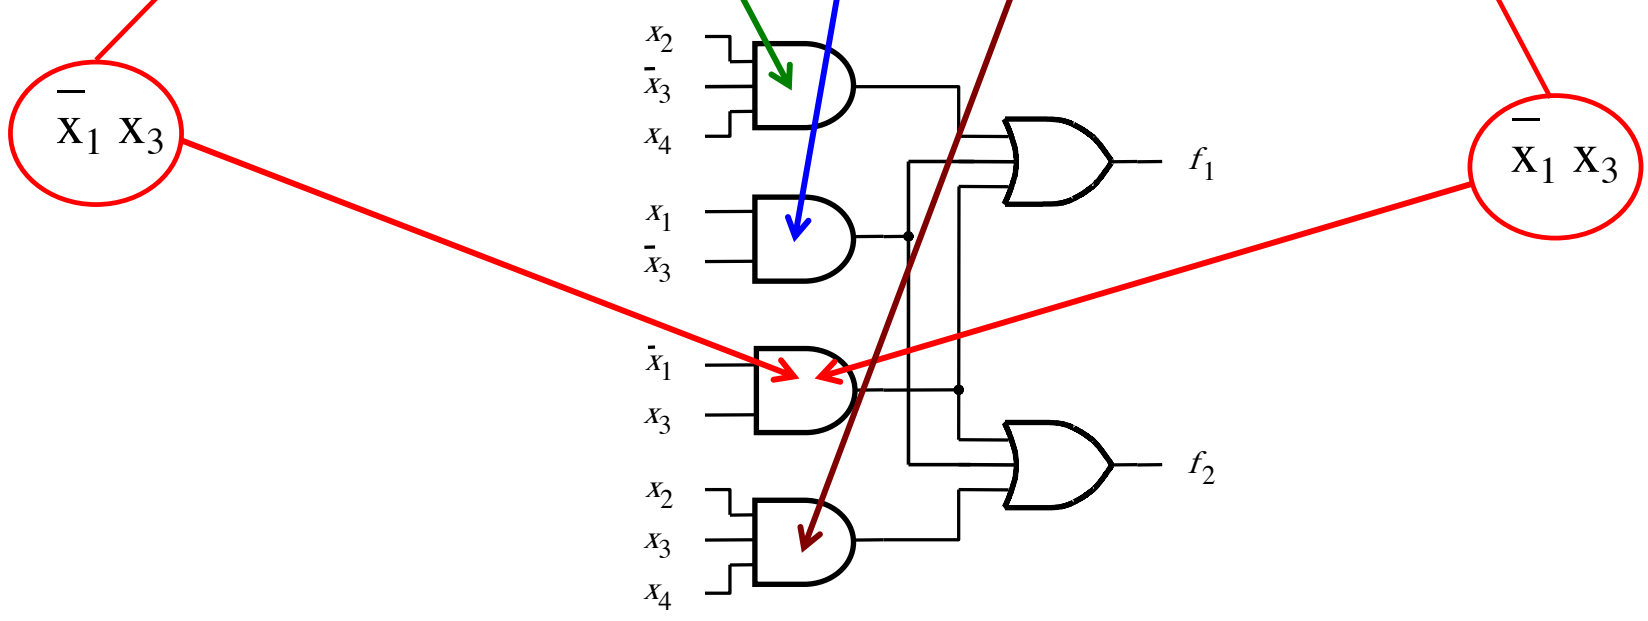 x₂
x̄₃
x₄
x̄₁ x₃
x̄₁ x₃
f₁
x₁
x̄₃
x̄₁
x₃
f₂
x₂
x₃
x₄